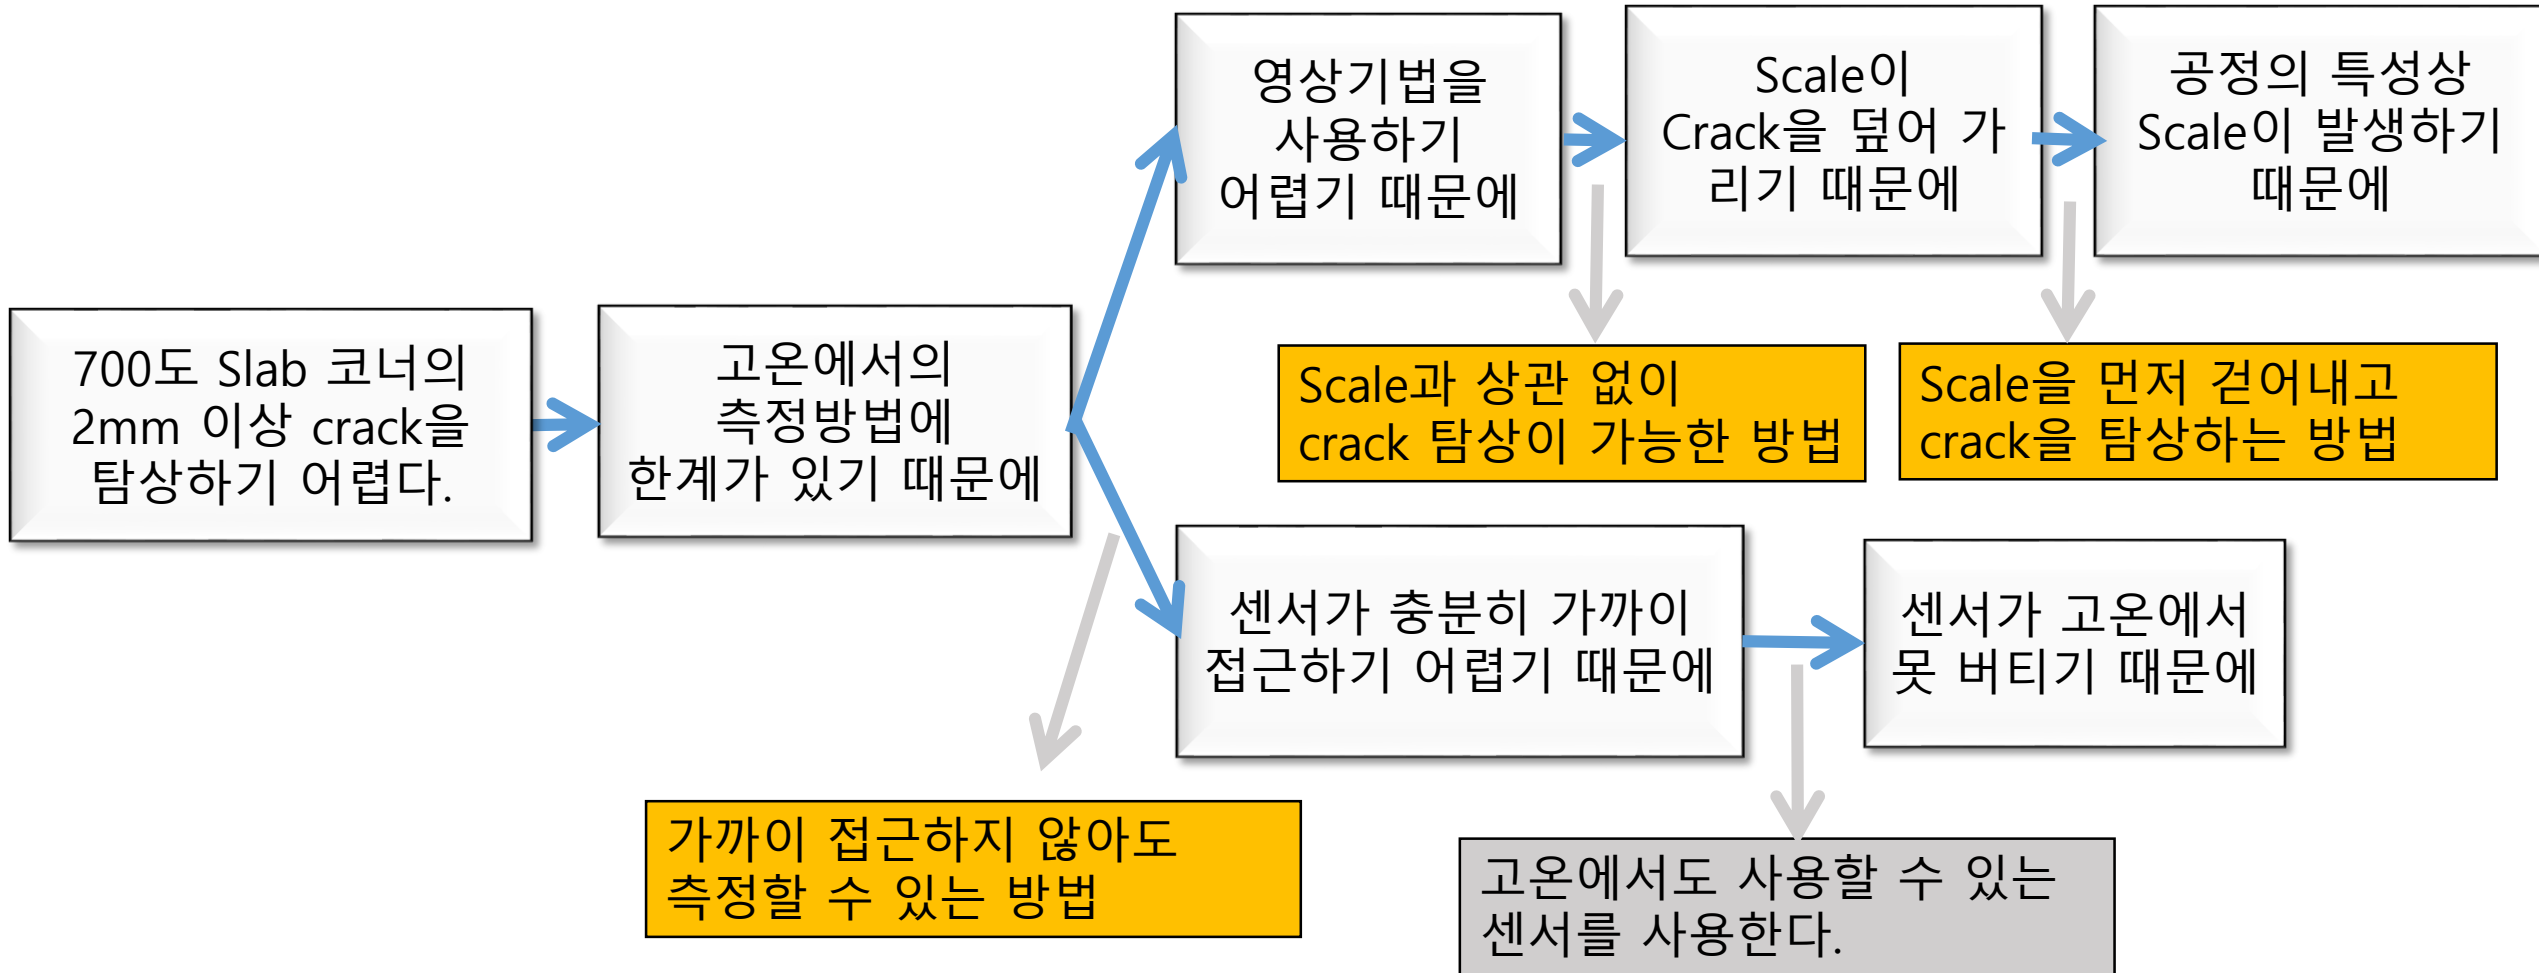 영상기법을
사용하기
어렵기 때문에
Scale이
Crack을 덮어 가
리기 때문에
공정의 특성상
Scale이 발생하기
때문에
700도 Slab 코너의
2mm 이상 crack을
탐상하기 어렵다.
고온에서의
측정방법에
한계가 있기 때문에
Scale과 상관 없이
crack 탐상이 가능한 방법
Scale을 먼저 걷어내고
crack을 탐상하는 방법
센서가 충분히 가까이
접근하기 어렵기 때문에
센서가 고온에서
못 버티기 때문에
가까이 접근하지 않아도
측정할 수 있는 방법
고온에서도 사용할 수 있는
센서를 사용한다.